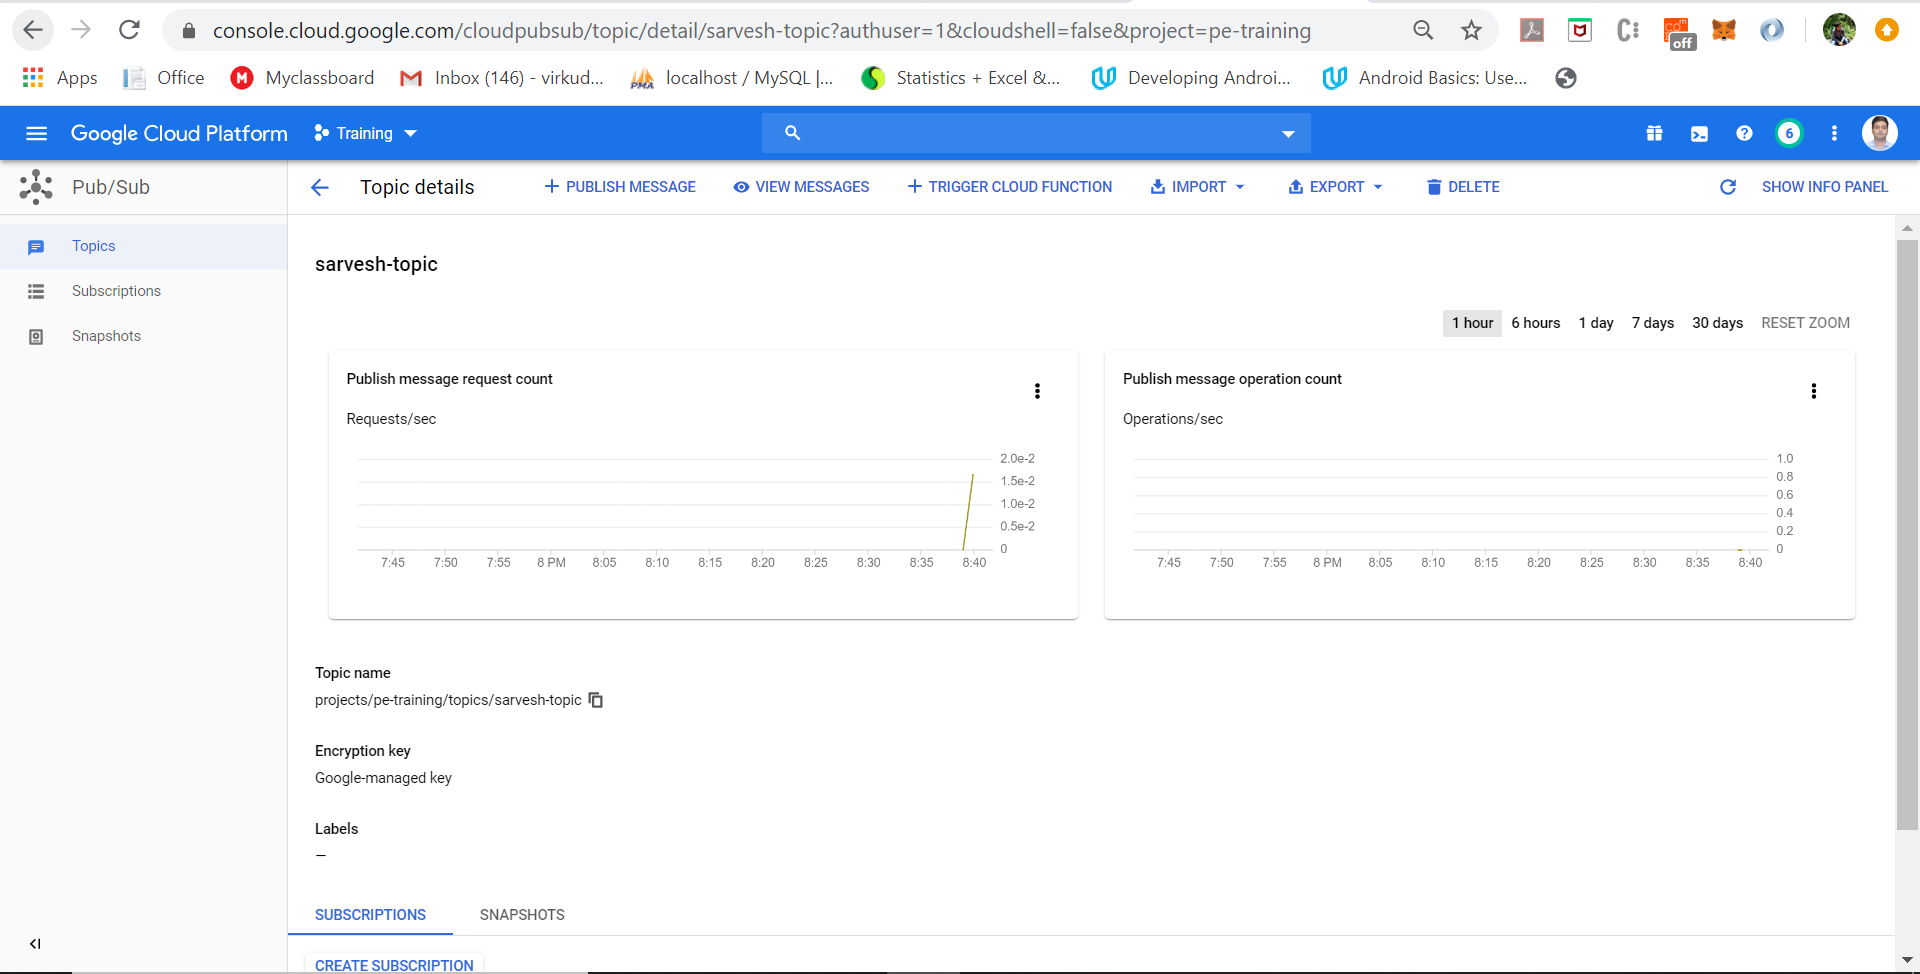 console.cloud.google.com/cloudpubsub/topic/detail/sarvesh-topic?authuser=1&cloudshell=false&project=pe-training
off
Apps Office Myclassboard Inbox (146) - virkud... localhost / MySQL |... Statistics + Excel &... Developing Androi... Android Basics: Use...
Google Cloud Platform Training 6
Pub/Sub Topic details PUBLISH MESSAGE VIEW MESSAGES TRIGGER CLOUD FUNCTION IMPORT EXPORT DELETE SHOW INFO PANEL
Topics
Subscriptions
Snapshots
sarvesh-topic
1 hour 6 hours 1 day 7 days 30 days RESET ZOOM
Publish message request count
Requests/sec
2.0e-2
1.5e-2
1.0e-2
0.5e-2
0
7:45 7:50 7:55 8 PM 8:05 8:10 8:15 8:20 8:25 8:30 8:35 8:40
Publish message operation count
Operations/sec
1.0
0.8
0.6
0.4
0.2
0
7:45 7:50 7:55 8 PM 8:05 8:10 8:15 8:20 8:25 8:30 8:35 8:40
Topic name
projects/pe-training/topics/sarvesh-topic
Encryption key
Google-managed key
Labels
—
SUBSCRIPTIONS SNAPSHOTS
CREATE SUBSCRIPTION